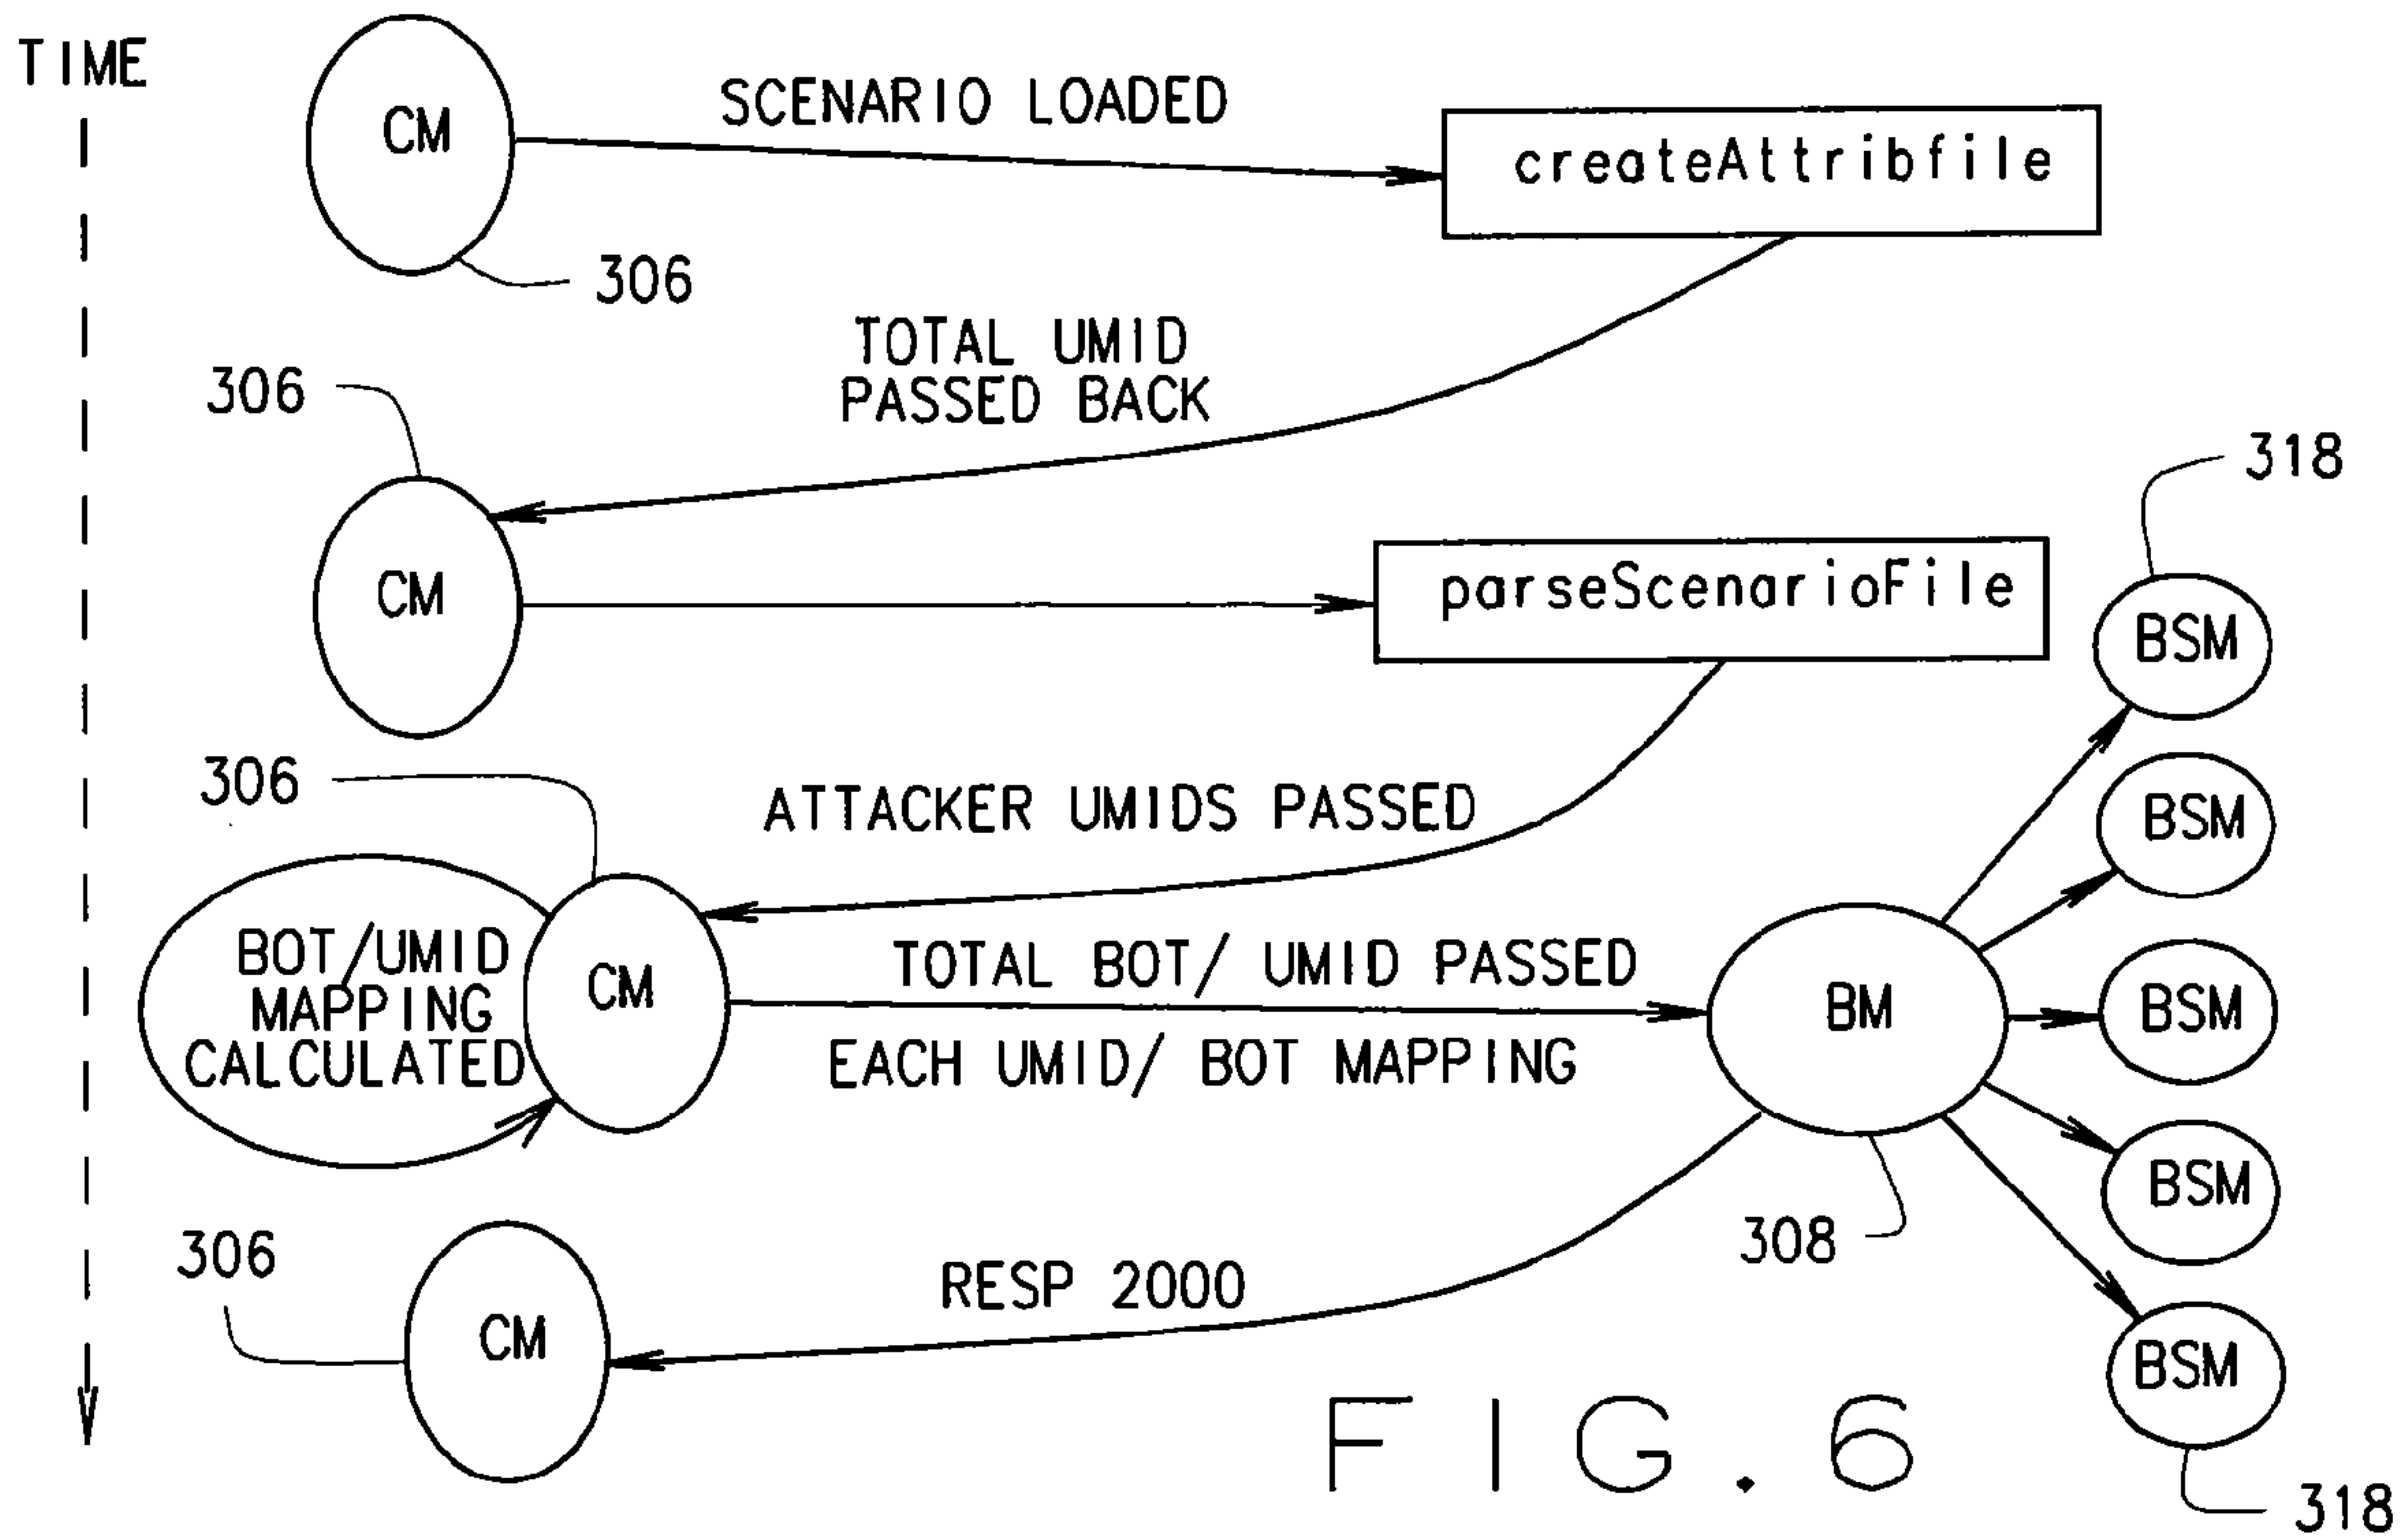 TIME
CM
SCENARIO LOADED
createAttribfile
306
TOTAL UMID
PASSED BACK
306
318
CM
parseScenarioFile
BSM
306
ATTACKER UMIDS PASSED
BSM
BOT/UMID
MAPPING
CALCULATED
CM
TOTAL BOT/ UMID PASSED
EACH UMID/ BOT MAPPING
BM
BSM
BSM
308
306
RESP 2000
CM
BSM
FIG.6
318